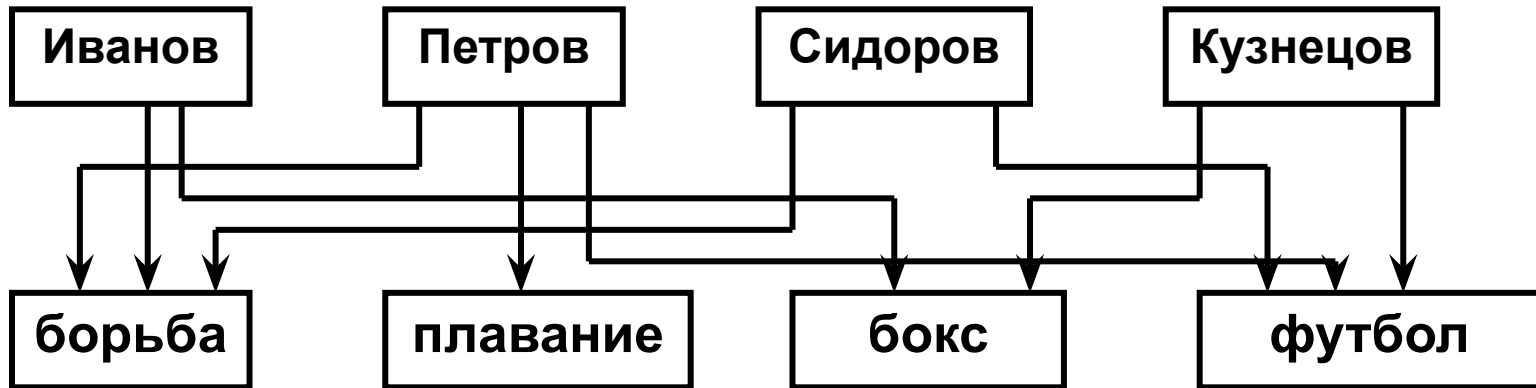 Иванов Петров Сидоров Кузнецов
борьба плавание бокс футбол